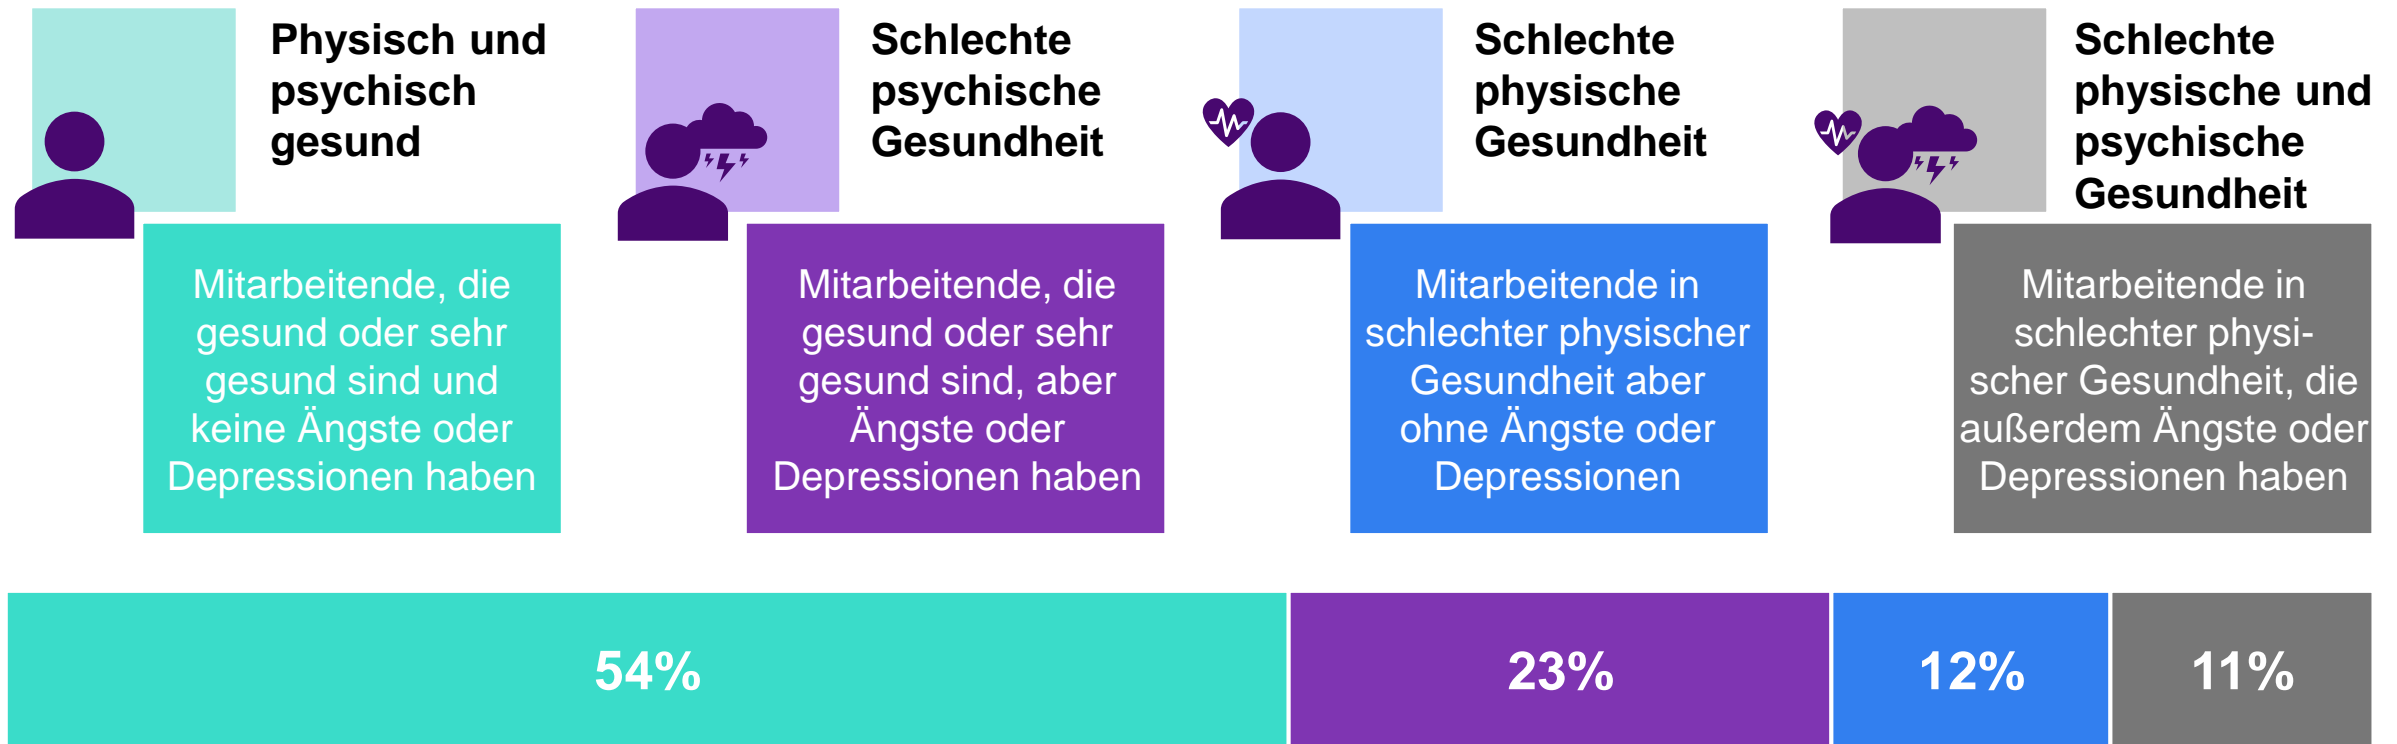 Physisch und
psychisch
gesund
Schlechte
psychische
Gesundheit
Schlechte
physische
Gesundheit
Schlechte
physische und
psychische
Gesundheit
Mitarbeitende, die
gesund oder sehr
gesund sind und
keine Ängste oder
Depressionen haben
Mitarbeitende, die
gesund oder sehr
gesund sind, aber
Ängste oder
Depressionen haben
Mitarbeitende in
schlechter physischer
Gesundheit aber
ohne Ängste oder
Depressionen
Mitarbeitende in
schlechter physi-
scher Gesundheit, die
außerdem Ängste oder
Depressionen haben
54%
23%
12%
11%